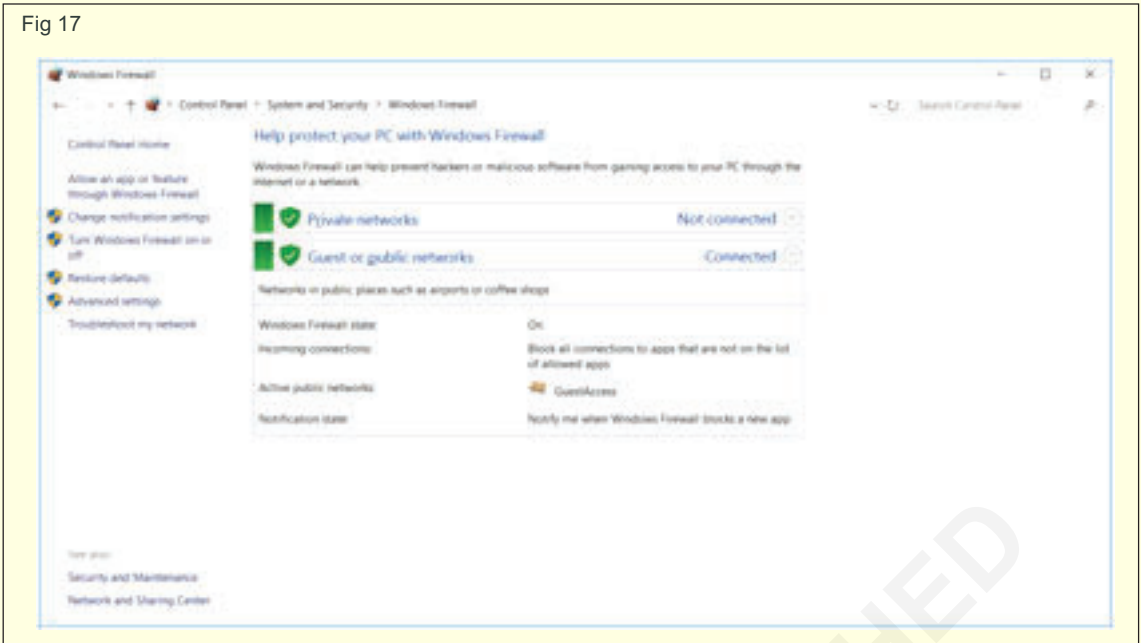 Fig 17
Windows Firewall
Control Panel > System and Security > Windows Firewall
Search Control Panel
Control Panel Home
Allow an app or feature
through Windows Firewall
Change notification settings
Turn Windows Firewall on or
off
Restore defaults
Advanced settings
Troubleshoot my network
Help protect your PC with Windows Firewall
Windows Firewall can help prevent hackers or malicious software from gaining access to your PC through the
Internet or a network.
Private networks Not connected
Guest or public networks Connected
Networks in public places such as airports or coffee shops
Windows Firewall state: On
Incoming connections: Block all connections to apps that are not on the list
of allowed apps
Active public networks: GuestAccess
Notification state: Notify me when Windows Firewall blocks a new app
See also
Security and Maintenance
Network and Sharing Center
HED